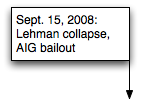 Sept. 15, 2008:
Lehman collapse,
AIG bailout